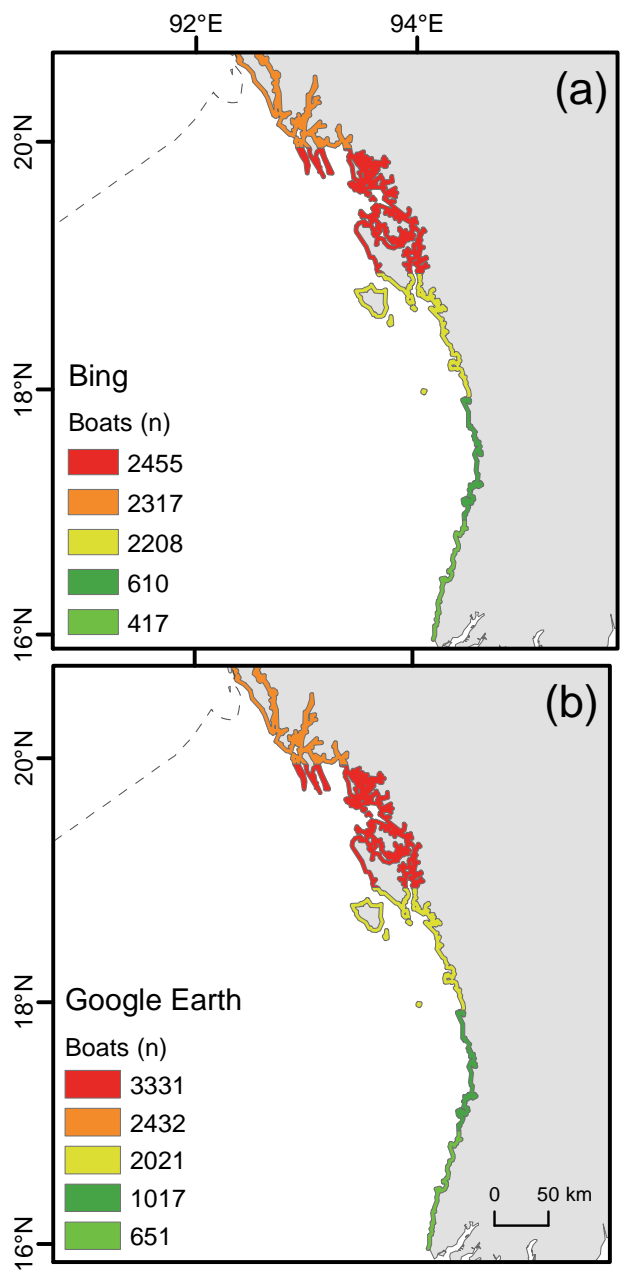 92°E 94°E
(a)
20°N
18°N
16°N
Bing
Boats (n)
2455
2317
2208
610
417
(b)
20°N
18°N
16°N
Google Earth
Boats (n)
3331
2432
2021
1017
651
0 50 km